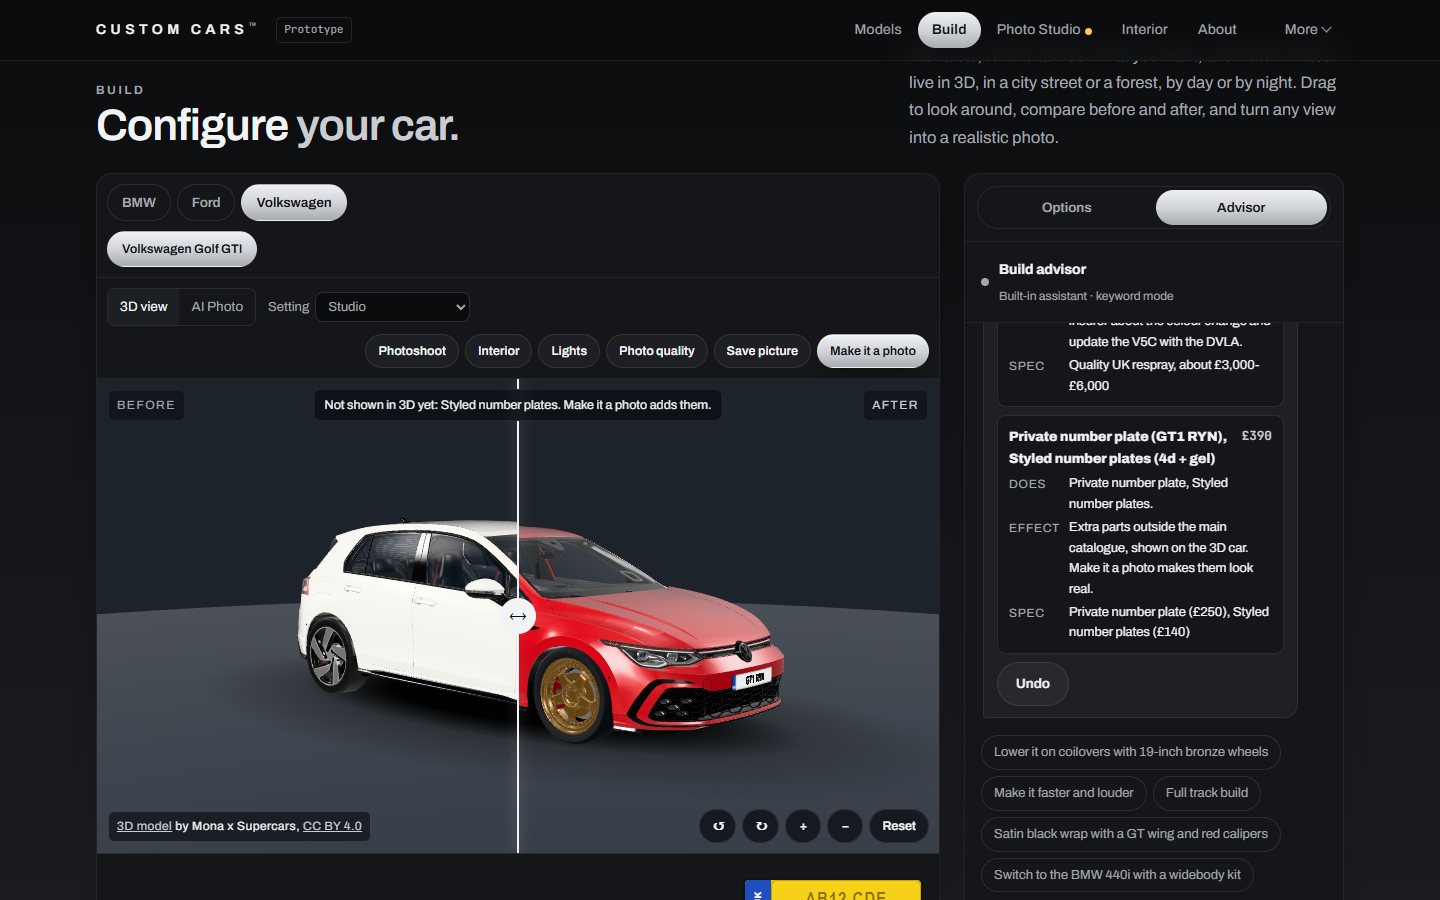 CUSTOM CARS™ Prototype
Models Build Photo Studio Interior About More
BUILD
Configure your car.
live in 3D, in a city street or a forest, by day or by night. Drag
to look around, compare before and after, and turn any view
into a realistic photo.
BMW Ford Volkswagen
Volkswagen Golf GTI
3D view AI Photo Setting Studio
Photoshoot Interior Lights Photo quality Save picture Make it a photo
BEFORE
Not shown in 3D yet: Styled number plates. Make it a photo adds them.
AFTER
GT1 RYN
3D model by Mona x Supercars, CC BY 4.0
↺ ↻ + − Reset
AB12 CDE
Options Advisor
Build advisor
Built-in assistant · keyword mode
insurer about the colour change and
update the V5C with the DVLA.
SPEC Quality UK respray, about £3,000-
£6,000
Private number plate (GT1 RYN), £390
Styled number plates (4d + gel)
DOES Private number plate, Styled
number plates.
EFFECT Extra parts outside the main
catalogue, shown on the 3D car.
Make it a photo makes them look
real.
SPEC Private number plate (£250), Styled
number plates (£140)
Undo
Lower it on coilovers with 19-inch bronze wheels
Make it faster and louder Full track build
Satin black wrap with a GT wing and red calipers
Switch to the BMW 440i with a widebody kit